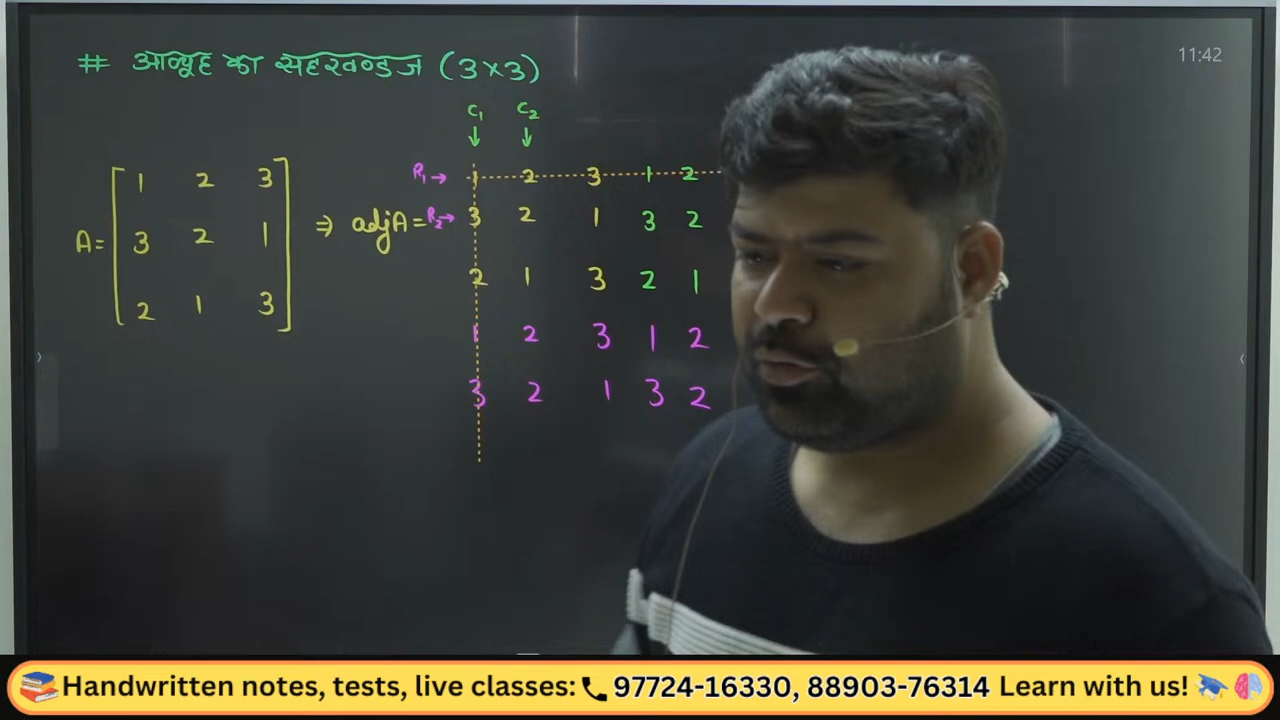 # आव्यूह का सहखण्डज (3×3)
11:42
C₁ C₂
↓ ↓
R₁→ 1 2 3 1 2
A= [1 2 3
3 2 1
2 1 3] ⇒ adjA=
R₂→ 3 2 1 3 2
2 1 3 2 1
1 2 3 1 2
3 2 1 3 2
Handwritten notes, tests, live classes: 97724-16330, 88903-76314 Learn with us!